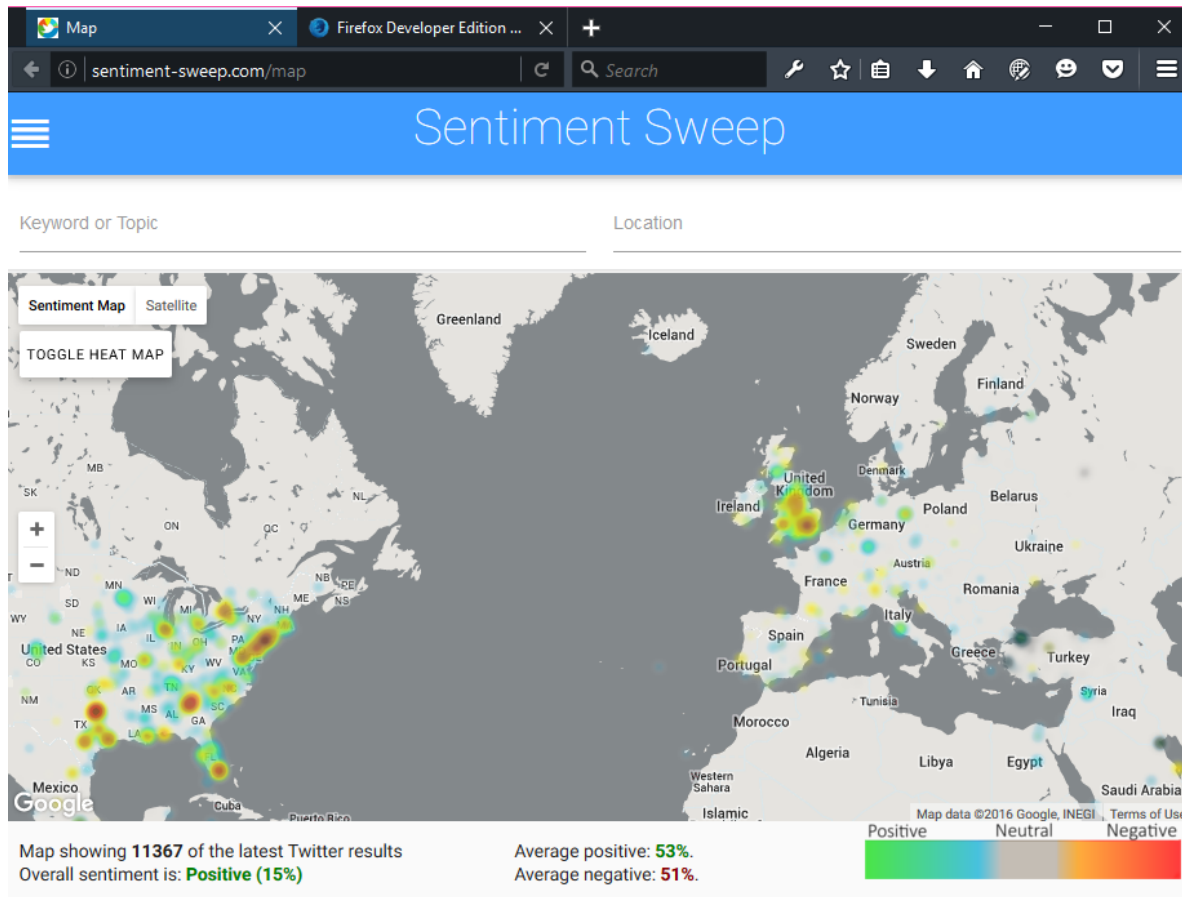 Map
Firefox Developer Edition ...
sentiment-sweep.com/map
Search
Sentiment Sweep
Keyword or Topic
Location
Sentiment Map
Satellite
TOGGLE HEAT MAP
Greenland
Iceland
Sweden
Finland
Norway
MB
SK
NL
ON
QC
United
Kingdom
Denmark
Ireland
Belarus
Poland
Germany
Ukraine
+
−
Austria
France
Romania
ND
MN
NB
PE
SD
WI
MI
ME
NS
WY
NY
NH
Italy
NE
IA
IL
IN
OH
PA
Spain
United States
CO
KS
MO
WV
KY
VA
Greece
Turkey
Portugal
OK
AR
TN
NC
Syria
NM
MS
AL
SC
Tunisia
Iraq
TX
GA
Morocco
LA
Algeria
Libya
Egypt
FL
Western
Sahara
Mexico
Saudi Arabia
Google
Cuba
Puerto Rico
Islamic
Map data ©2016 Google, INEGI
Terms of Use
Positive
Neutral
Negative
Map showing 11367 of the latest Twitter results
Average positive: 53%.
Overall sentiment is: Positive (15%)
Average negative: 51%.